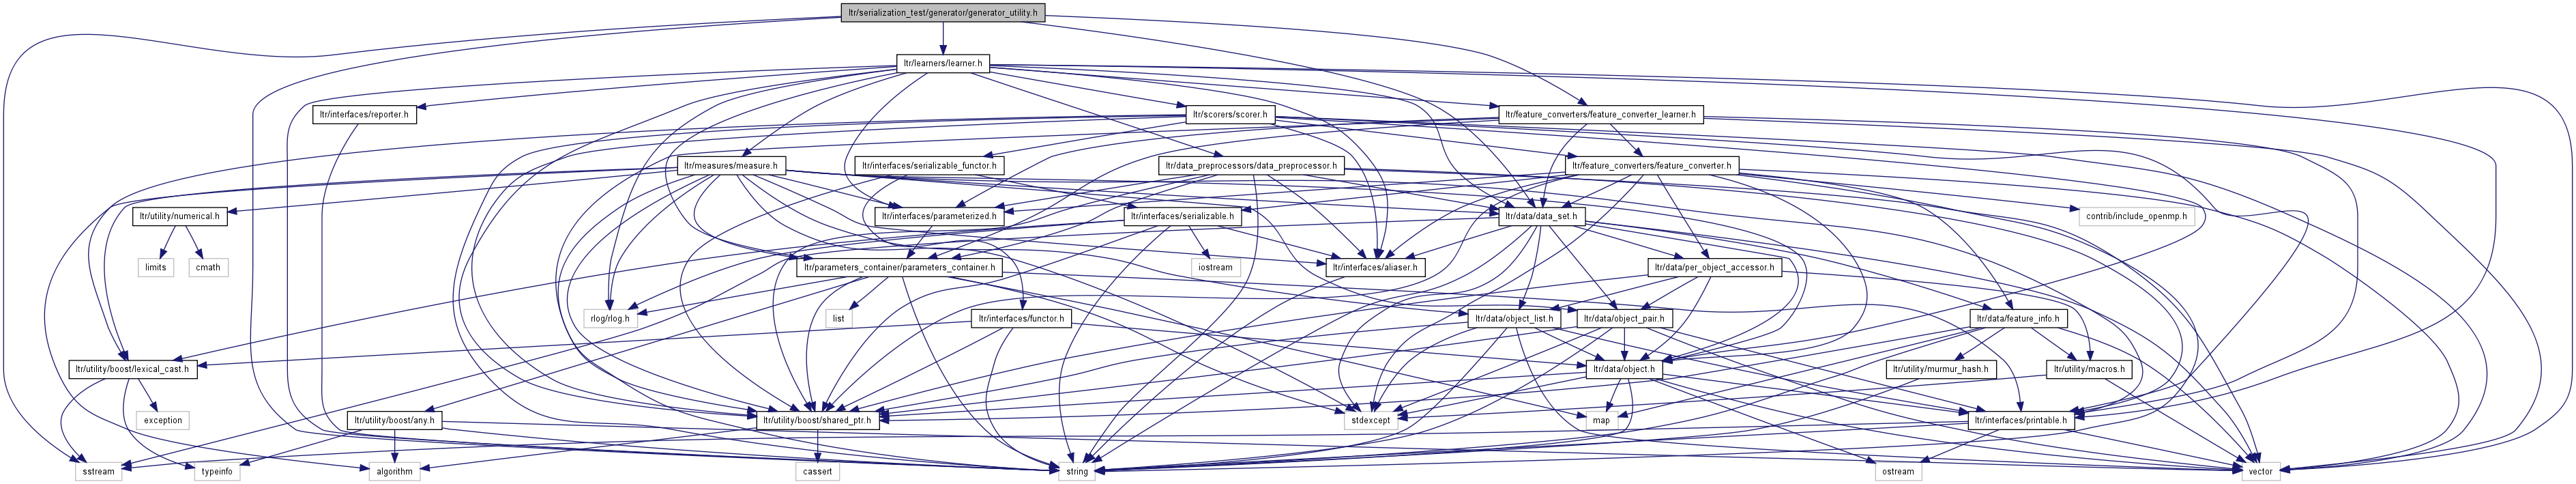 ltr/serialization_test/generator/generator_utility.h
ltr/learners/learner.h
ltr/interfaces/reporter.h
ltr/scorers/scorer.h
ltr/feature_converters/feature_converter_learner.h
ltr/measures/measure.h
ltr/interfaces/serializable_functor.h
ltr/data_preprocessors/data_preprocessor.h
ltr/feature_converters/feature_converter.h
ltr/utility/numerical.h
ltr/interfaces/parameterized.h
ltr/interfaces/serializable.h
ltr/data/data_set.h
contrib/include_openmp.h
limits
cmath
ltr/parameters_container/parameters_container.h
iostream
ltr/interfaces/aliaser.h
ltr/data/per_object_accessor.h
rlog/rlog.h
list
ltr/interfaces/functor.h
ltr/data/object_list.h
ltr/data/object_pair.h
ltr/data/feature_info.h
ltr/utility/boost/lexical_cast.h
ltr/data/object.h
ltr/utility/murmur_hash.h
ltr/utility/macros.h
exception
ltr/utility/boost/any.h
ltr/utility/boost/shared_ptr.h
stdexcept
map
ltr/interfaces/printable.h
sstream
typeinfo
algorithm
cassert
string
ostream
vector